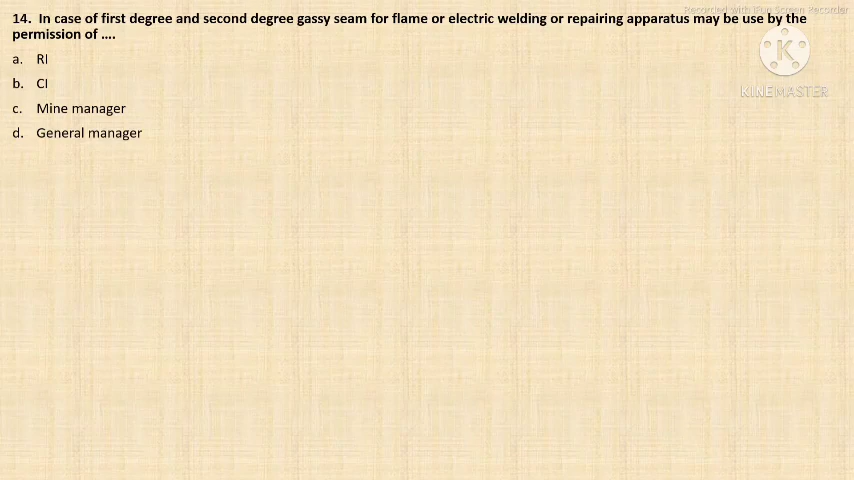 Recorded with iFun Screen Recorder
14. In case of first degree and second degree gassy seam for flame or electric welding or repairing apparatus may be use by the
permission of ....
a. RI
b. CI
c. Mine manager
d. General manager
K
KINEMASTER